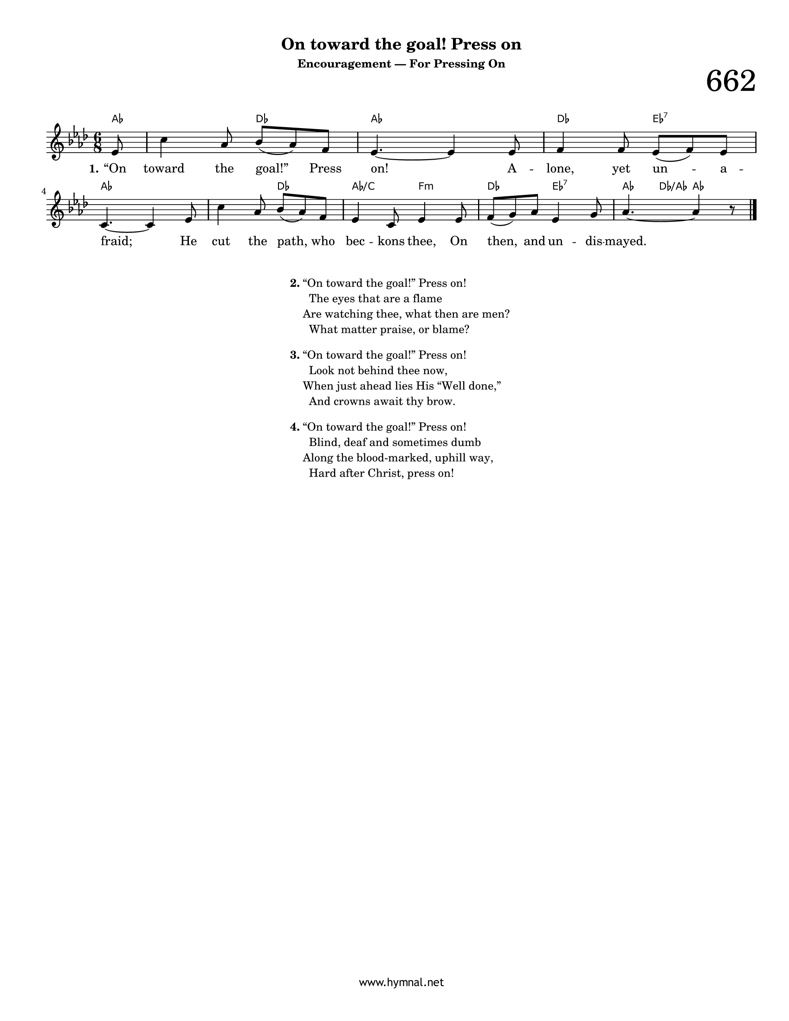 On toward the goal! Press on
Encouragement — For Pressing On
662
A♭ D♭ A♭ D♭ E♭7
6
8
1. “On toward the goal!” Press on! A - lone, yet un - a -
4
A♭ D♭ A♭/C Fm D♭ E♭7 A♭ D♭/A♭ A♭
fraid; He cut the path, who bec - kons thee, On then, and un - dis-mayed.
2. “On toward the goal!” Press on!
The eyes that are a flame
Are watching thee, what then are men?
What matter praise, or blame?
3. “On toward the goal!” Press on!
Look not behind thee now,
When just ahead lies His “Well done,”
And crowns await thy brow.
4. “On toward the goal!” Press on!
Blind, deaf and sometimes dumb
Along the blood-marked, uphill way,
Hard after Christ, press on!
www.hymnal.net